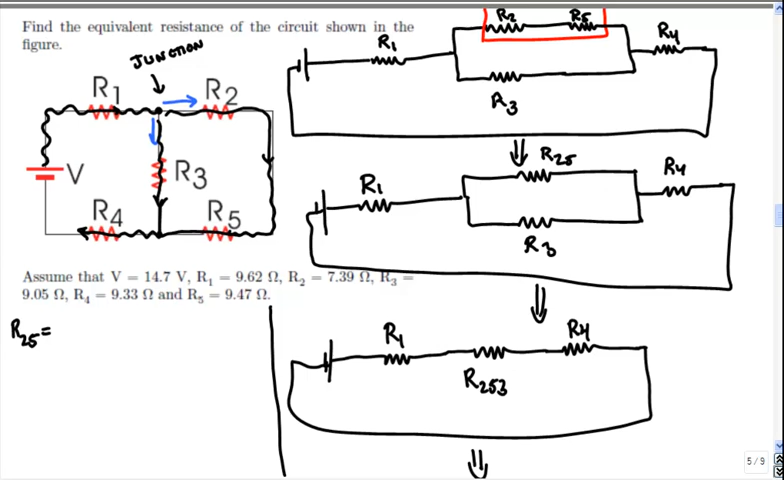 Find the equivalent resistance of the circuit shown in the
figure.
JUNCTION
R1
R2
V
R3
R4
R5
Assume that V = 14.7 V, R1 = 9.62 Ω, R2 = 7.39 Ω, R3 =
9.05 Ω, R4 = 9.33 Ω and R5 = 9.47 Ω.
R25 =
R2 R5
R1
R4
R3
⇓ R25
R1
R4
R3
⇓
R1
R4
R253
⇓
5 / 9